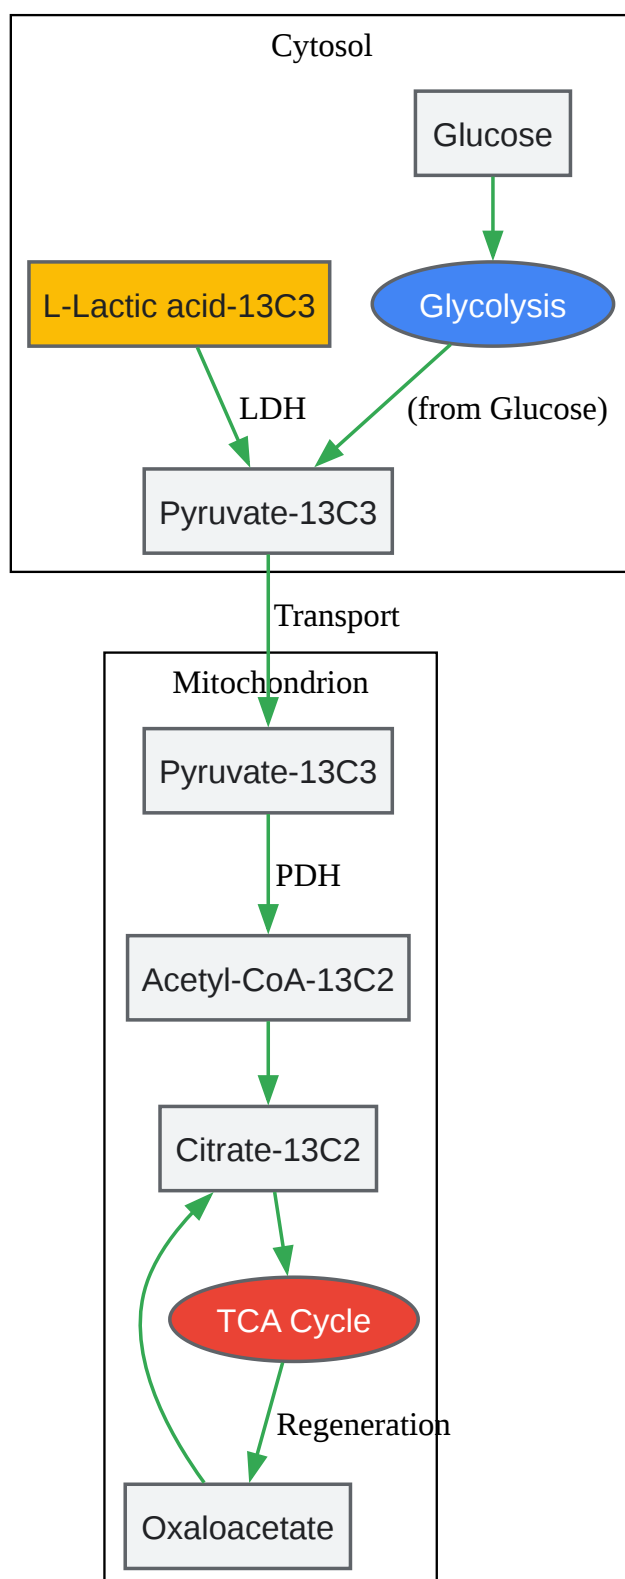 Cytosol
Glucose
L-Lactic acid-13C3
Glycolysis
LDH
(from Glucose)
Pyruvate-13C3
Transport
Mitochondrion
Pyruvate-13C3
PDH
Acetyl-CoA-13C2
Citrate-13C2
TCA Cycle
Regeneration
Oxaloacetate